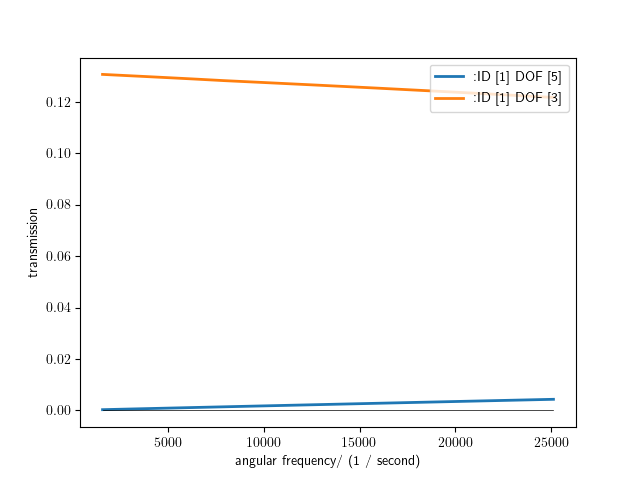 :ID [1] DOF [5]
:ID [1] DOF [3]
0.12
0.10
0.08
0.06
0.04
0.02
0.00
transmission
5000 10000 15000 20000 25000
angular frequency/ (1 / second)